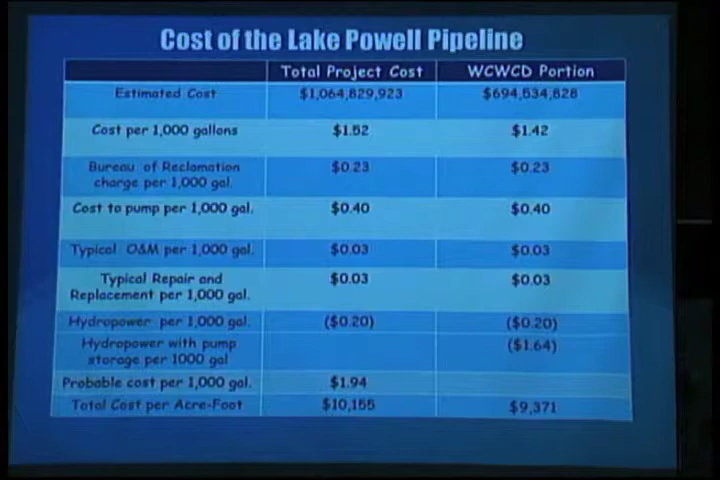 Cost of the Lake Powell Pipeline
Total Project Cost WCWCD Portion
Estimated Cost $1,064,829,923 $694,534,828
Cost per 1,000 gallons $1.52 $1.42
Bureau of Reclamation
charge per 1,000 gal. $0.23 $0.23
Cost to pump per 1,000 gal. $0.40 $0.40
Typical O&M per 1,000 gal. $0.03 $0.03
Typical Repair and
Replacement per 1,000 gal. $0.03 $0.03
Hydropower per 1,000 gal. ($0.20) ($0.20)
Hydropower with pump
storage per 1000 gal ($1.64)
Probable cost per 1,000 gal. $1.94
Total Cost per Acre-Foot $10,155 $9,371